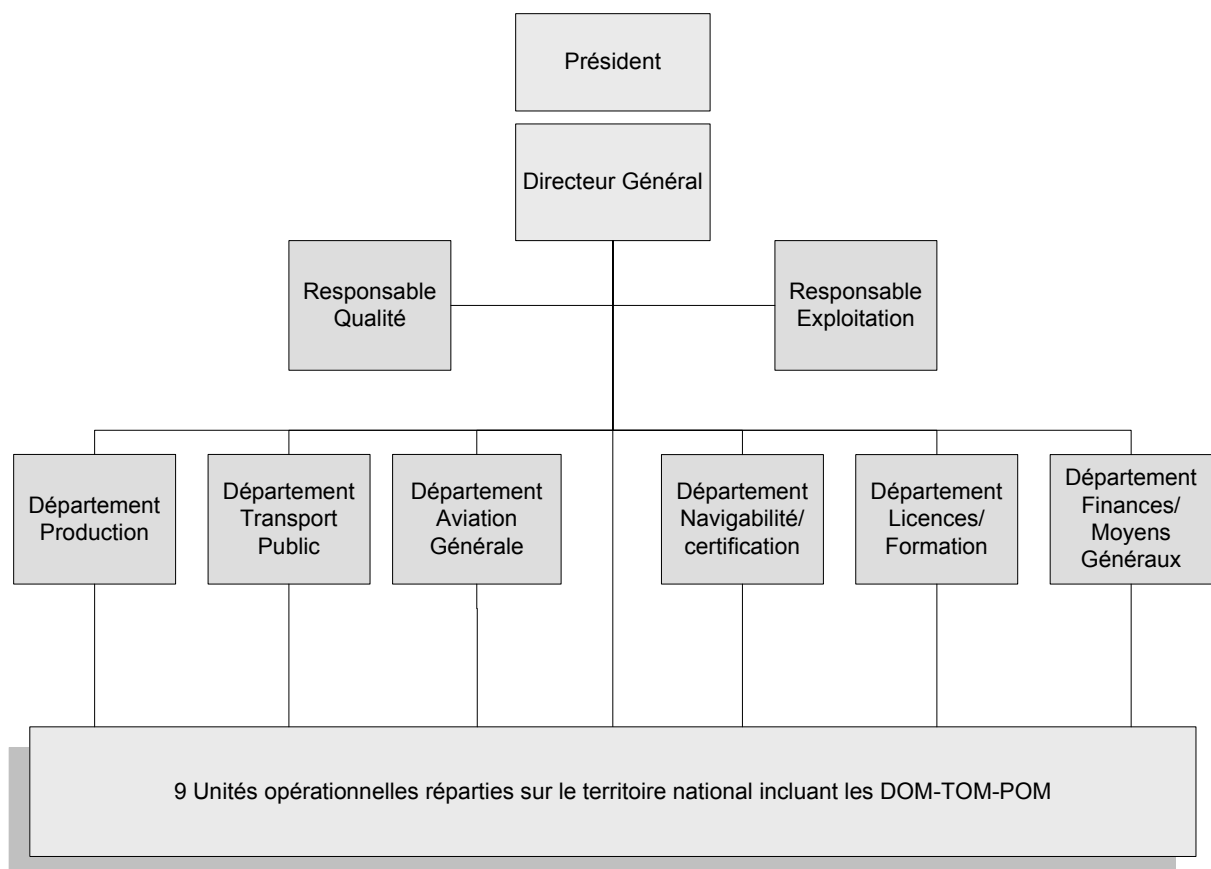 Président
Directeur Général
Responsable
Qualité
Responsable
Exploitation
Département
Production
Département
Transport
Public
Département
Aviation
Générale
Département
Navigabilité/
certification
Département
Licences/
Formation
Département
Finances/
Moyens
Généraux
9 Unités opérationnelles réparties sur le territoire national incluant les DOM-TOM-POM